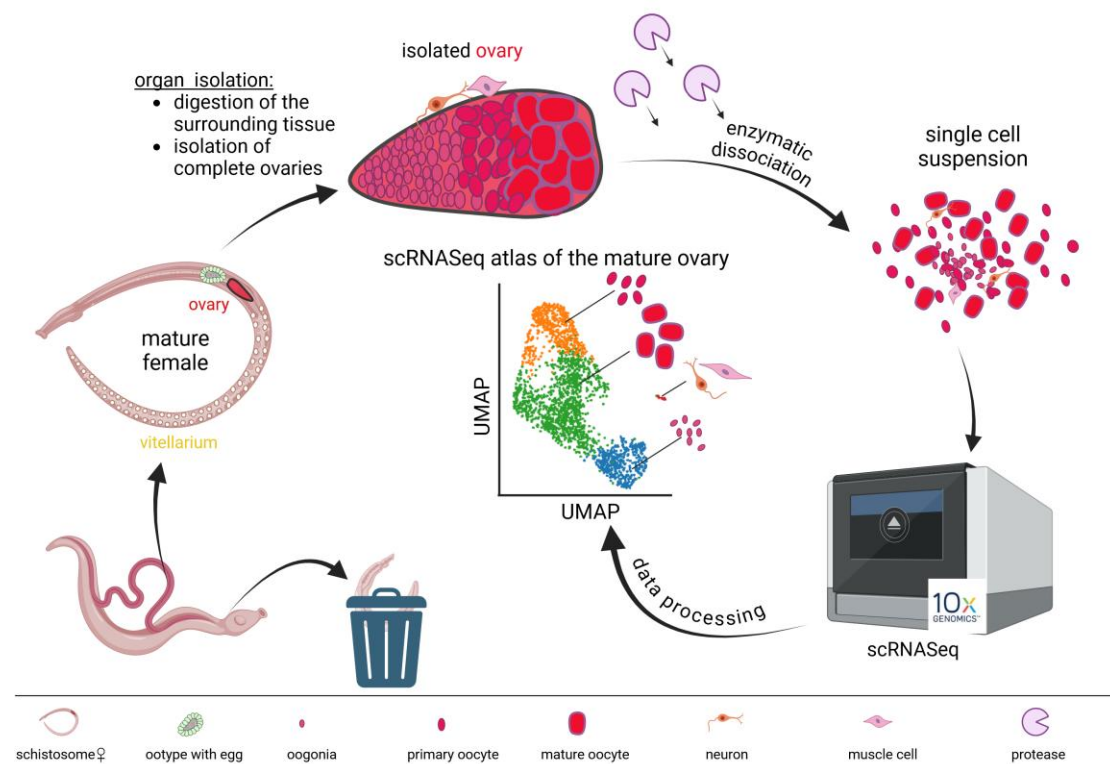 isolated ovary
organ isolation:
• digestion of the
surrounding tissue
• isolation of
complete ovaries
enzymatic
dissociation
single cell
suspension
scRNASeq atlas of the mature ovary
ovary
mature
female
vitellarium
UMAP
UMAP
data processing
10x
GENOMICS™
scRNASeq
schistosome♀
ootype with egg
oogonia
primary oocyte
mature oocyte
neuron
muscle cell
protease